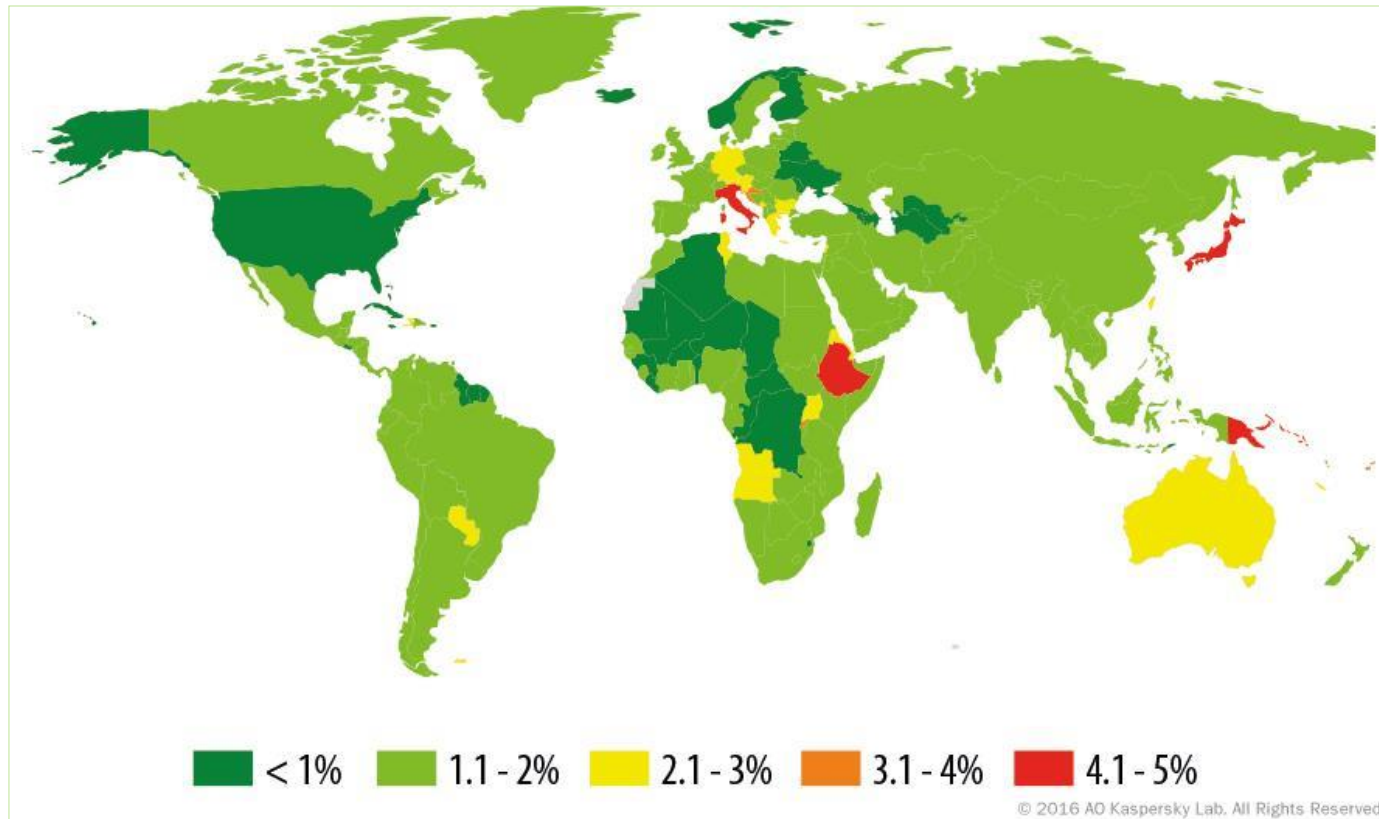 < 1% 1.1 - 2% 2.1 - 3% 3.1 - 4% 4.1 - 5%
© 2016 AO Kaspersky Lab. All Rights Reserved